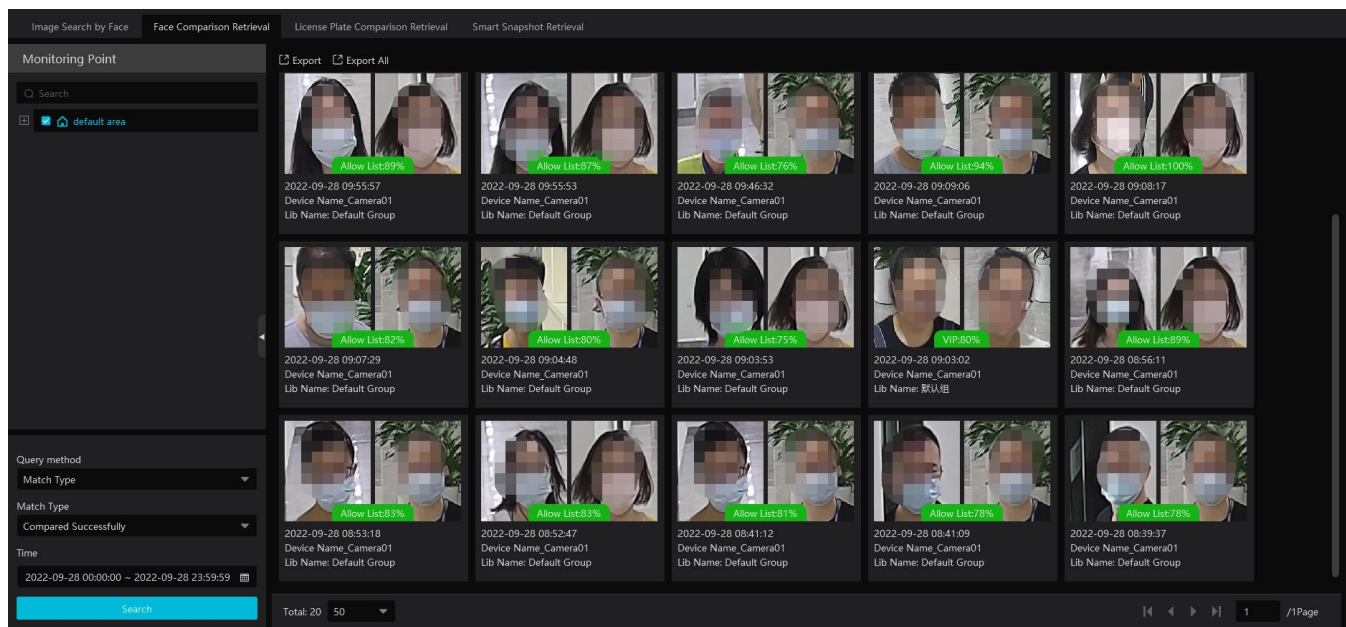 Image Search by Face
Face Comparison Retrieval
License Plate Comparison Retrieval
Smart Snapshot Retrieval
Monitoring Point
Search
default area
Query method
Match Type
Match Type
Compared Successfully
Time
2022-09-28 00:00:00 ~ 2022-09-28 23:59:59
Search
Export
Export All
Allow List:89%
Allow List:87%
Allow List:76%
Allow List:94%
Allow List:100%
2022-09-28 09:55:57
2022-09-28 09:55:53
2022-09-28 09:46:32
2022-09-28 09:09:06
2022-09-28 09:08:17
Device Name_Camera01
Device Name_Camera01
Device Name_Camera01
Device Name_Camera01
Device Name_Camera01
Lib Name: Default Group
Lib Name: Default Group
Lib Name: Default Group
Lib Name: Default Group
Lib Name: Default Group
Allow List:82%
Allow List:80%
Allow List:75%
VIP:80%
Allow List:89%
2022-09-28 09:07:29
2022-09-28 09:04:48
2022-09-28 09:03:53
2022-09-28 09:03:02
2022-09-28 08:56:11
Device Name_Camera01
Device Name_Camera01
Device Name_Camera01
Device Name_Camera01
Device Name_Camera01
Lib Name: Default Group
Lib Name: Default Group
Lib Name: Default Group
Lib Name: 默认组
Lib Name: Default Group
Allow List:83%
Allow List:83%
Allow List:81%
Allow List:78%
Allow List:78%
2022-09-28 08:53:18
2022-09-28 08:52:47
2022-09-28 08:41:12
2022-09-28 08:41:09
2022-09-28 08:39:37
Device Name_Camera01
Device Name_Camera01
Device Name_Camera01
Device Name_Camera01
Device Name_Camera01
Lib Name: Default Group
Lib Name: Default Group
Lib Name: Default Group
Lib Name: Default Group
Lib Name: Default Group
Total: 20
50
1
/1Page